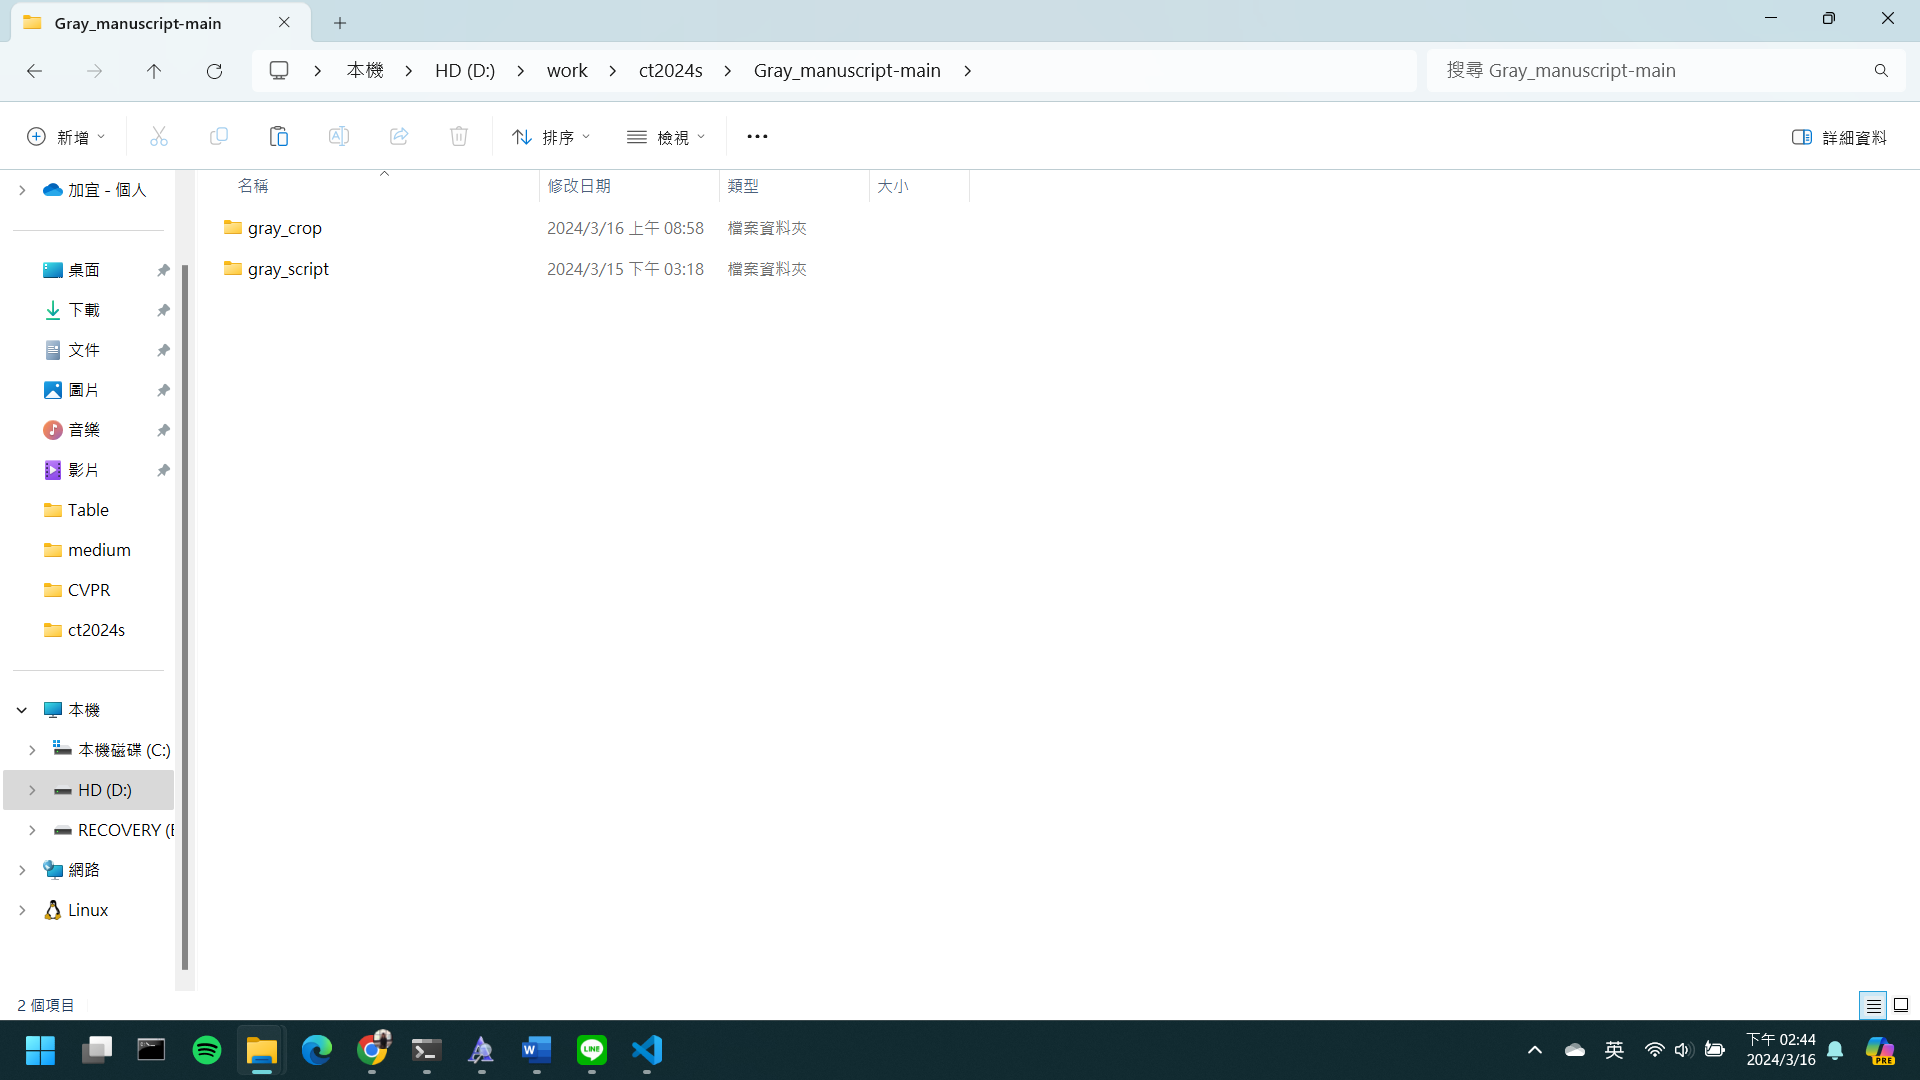 Gray_manuscript-main
本機 HD (D:) work ct2024s Gray_manuscript-main
搜尋 Gray_manuscript-main
新增 排序 檢視 詳細資料
加宜 - 個人
桌面
下載
文件
圖片
音樂
影片
Table
medium
CVPR
ct2024s
本機
本機磁碟 (C:)
HD (D:)
RECOVERY (E
網路
Linux
名稱 修改日期 類型 大小
gray_crop 2024/3/16 上午 08:58 檔案資料夾
gray_script 2024/3/15 下午 03:18 檔案資料夾
2 個項目
英
下午 02:44
2024/3/16
LINE
PRE